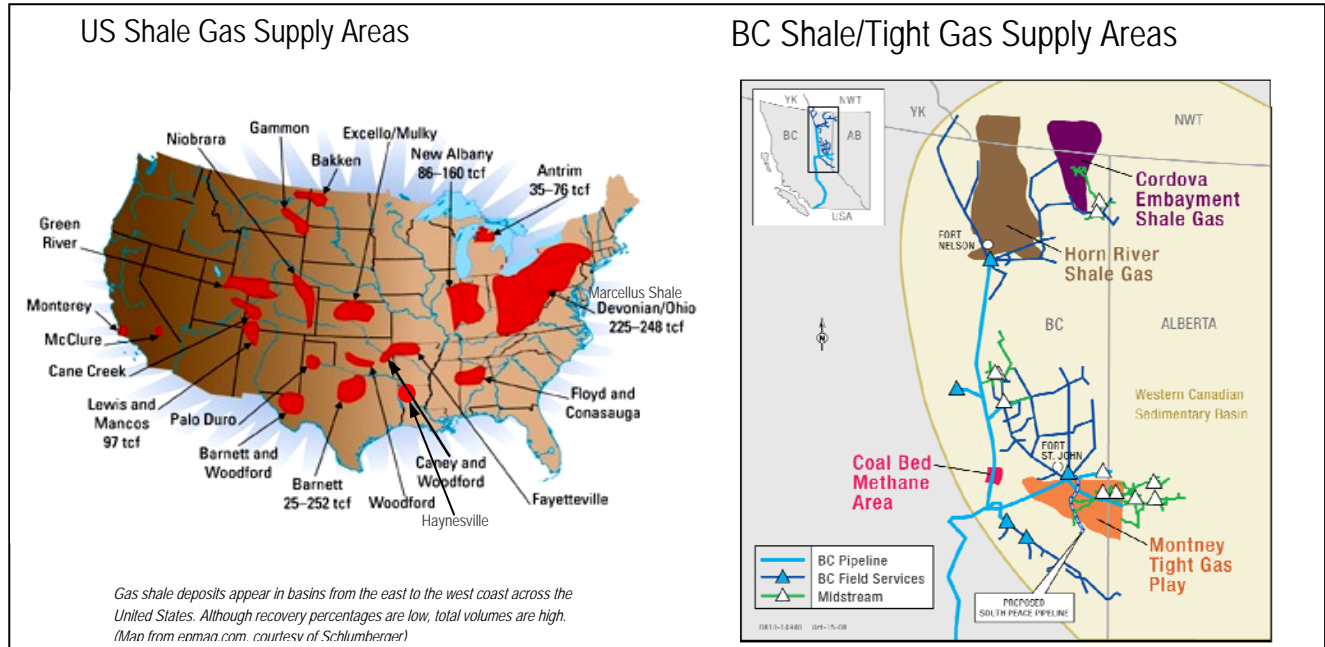 US Shale Gas Supply Areas
Niobrara
Gammon
Bakken
Excello/Mulky
New Albany
86–160 tcf
Antrim
35–76 tcf
Green
River
Monterey
McClure
Cane Creek
Lewis and
Mancos
97 tcf
Palo Duro
Barnett and
Woodford
Barnett
25–252 tcf
Woodford
Haynesville
Caney and
Woodford
Fayetteville
Floyd and
Conasauga
Marcellus Shale
Devonian/Ohio
225–248 tcf
Gas shale deposits appear in basins from the east to the west coast across the
United States. Although recovery percentages are low, total volumes are high.
(Map from epmag.com, courtesy of Schlumberger)
BC Shale/Tight Gas Supply Areas
YK
NWT
BC
AB
USA
YK
NWT
Cordova
Embayment
Shale Gas
FORT
NELSON
Horn River
Shale Gas
BC
ALBERTA
N
Western Canadian
Sedimentary Basin
FORT
ST. JOHN
Coal Bed
Methane
Area
Montney
Tight Gas
Play
BC Pipeline
BC Field Services
Midstream
PROPOSED
SOUTH PEACE PIPELINE
Oct-15-08